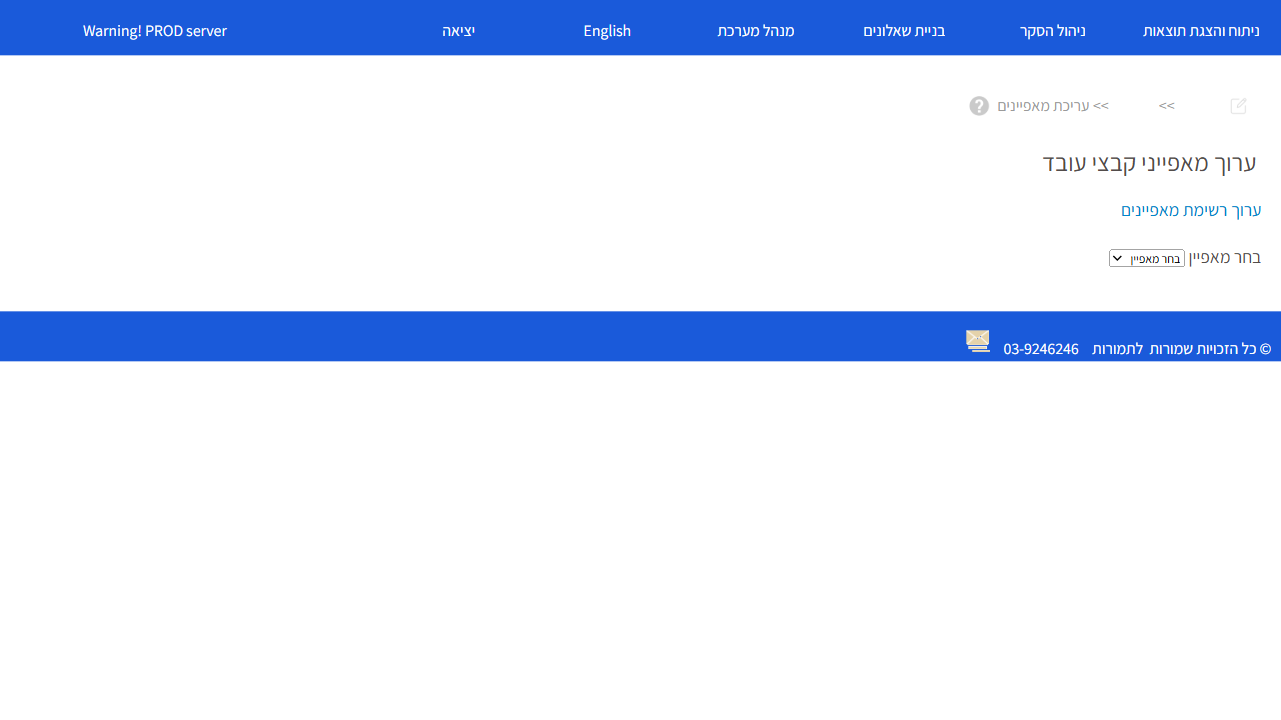 ניתוח והצגת תוצאות ניהול הסקר בניית שאלונים מנהל מערכת English יציאה Warning! PROD server
>> >> עריכת מאפיינים ?
ערוך מאפייני קבצי עובד
ערוך רשימת מאפיינים
בחר מאפיין בחר מאפיין
© כל הזכויות שמורות לתמורות 03-9246246